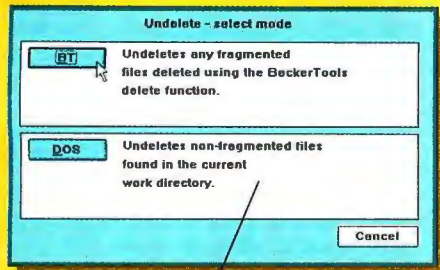 Undelete - select mode
BT
Undeletes any fragmented
files deleted using the BeckerTools
delete function.
DOS
Undeletes non-fragmented files
found in the current
work directory.
Cancel